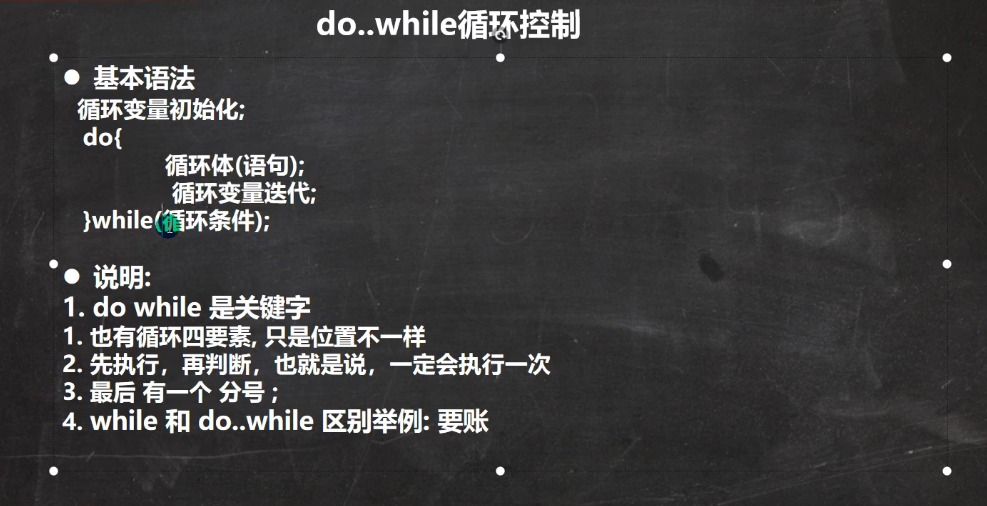 do..while循环控制
● 基本语法
循环变量初始化;
do{
循环体(语句);
循环变量迭代;
}while(循环条件);
● 说明:
1. do while 是关键字
1. 也有循环四要素, 只是位置不一样
2. 先执行，再判断，也就是说，一定会执行一次
3. 最后 有一个 分号 ;
4. while 和 do..while 区别举例: 要账